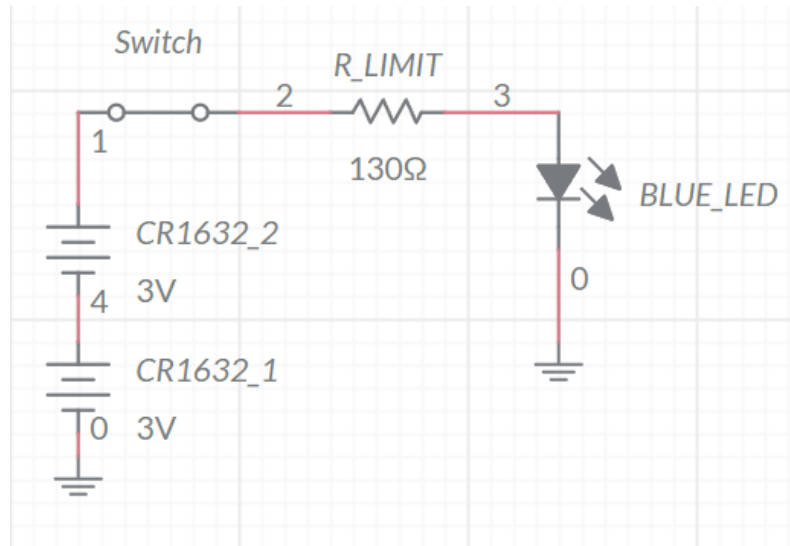 Switch
R_LIMIT
2
3
1
130Ω
BLUE_LED
CR1632_2
0
4
3V
CR1632_1
0
3V